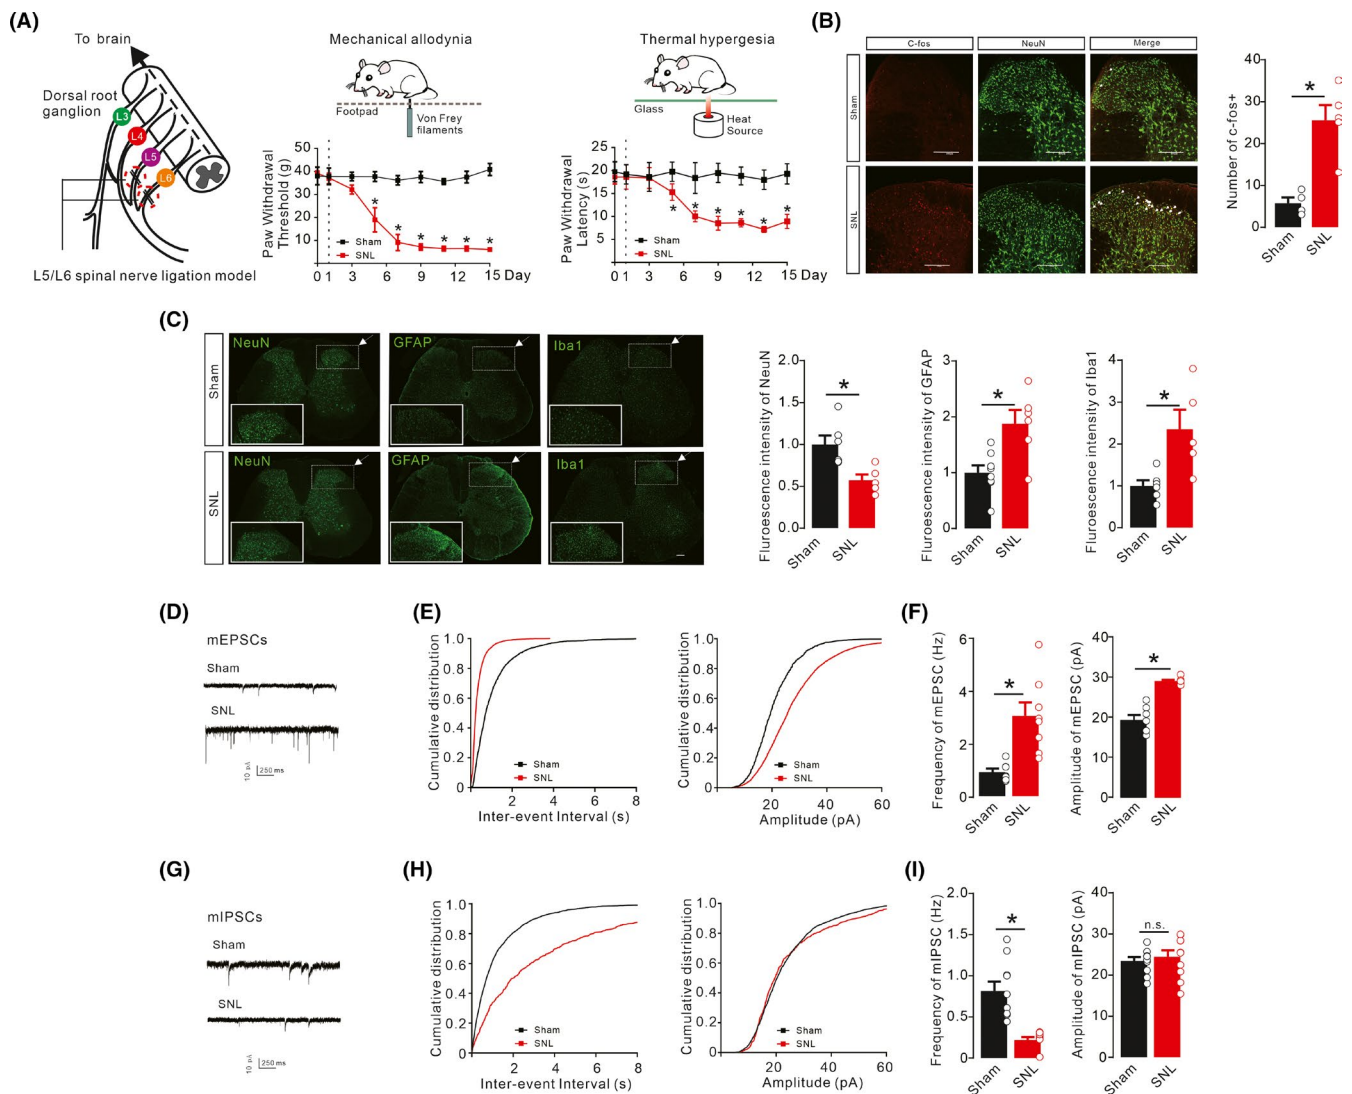 (A)
To brain
Dorsal root
ganglion
L3
L4
L5
L6
L5/L6 spinal nerve ligation model
Mechanical allodynia
Footpad
Von Frey
filaments
Paw Withdrawal
Threshold (g)
50
40
30
20
10
Sham
SNL
* * * * * *
0 1 3 6 9 12 15 Day
Thermal hypergesia
Glass
Heat
Source
Paw Withdrawal
Latency (s)
25
20
15
10
5
Sham
SNL
* * * * * *
0 1 3 6 9 12 15 Day
(B)
C-fos
NeuN
Merge
Sham
SNL
Number of c-fos+
40
30
20
10
0
*
Sham
SNL
(C)
Sham
NeuN
GFAP
Iba1
SNL
NeuN
GFAP
Iba1
Fluroescence intensity of NeuN
2.0
1.5
1.0
0.5
0.0
*
Sham
SNL
Fluroescence intensity of GFAP
3
2
1
0
*
Sham
SNL
Fluroescence intensity of Iba1
4
3
2
1
0
*
Sham
SNL
(D)
mEPSCs
Sham
SNL
10 pA
250 ms
(E)
Cumulative distribution
1.0
0.8
0.6
0.4
0.2
0
Sham
SNL
2 4 6 8
Inter-event Interval (s)
Cumulative distribution
1.0
0.8
0.6
0.4
0.2
0
Sham
SNL
20 40 60
Amplitude (pA)
(F)
Frequency of mEPSC (Hz)
6
4
2
0
*
Sham
SNL
Amplitude of mEPSC (pA)
40
30
20
10
0
*
Sham
SNL
(G)
mIPSCs
Sham
SNL
10 pA
250 ms
(H)
Cumulative distribution
1.0
0.8
0.6
0.4
0.2
0
Sham
SNL
2 4 6 8
Inter-event Interval (s)
Cumulative distribution
1.0
0.8
0.6
0.4
0.2
0
Sham
SNL
20 40 60
Amplitude (pA)
(I)
Frequency of mIPSC (Hz)
2.0
1.5
1.0
0.5
0
*
Sham
SNL
Amplitude of mIPSC (pA)
40
30
20
10
0
n.s.
Sham
SNL